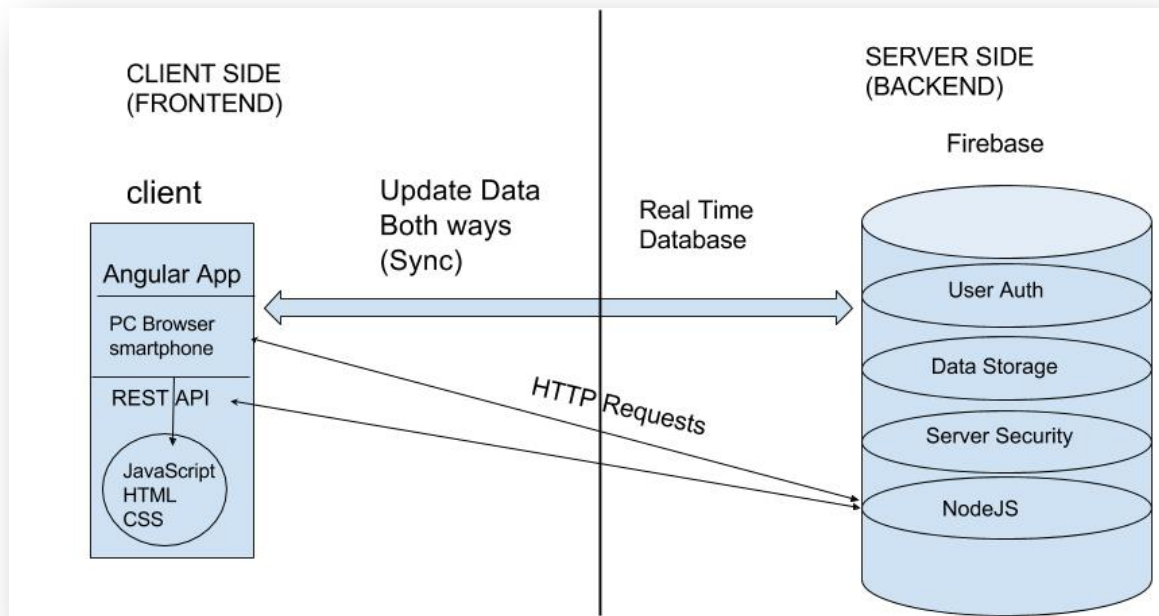 CLIENT SIDE
(FRONTEND)
SERVER SIDE
(BACKEND)
Firebase
client
Update Data
Both ways
(Sync)
Real Time
Database
Angular App
PC Browser
smartphone
REST API
JavaScript
HTML
CSS
HTTP Requests
User Auth
Data Storage
Server Security
NodeJS